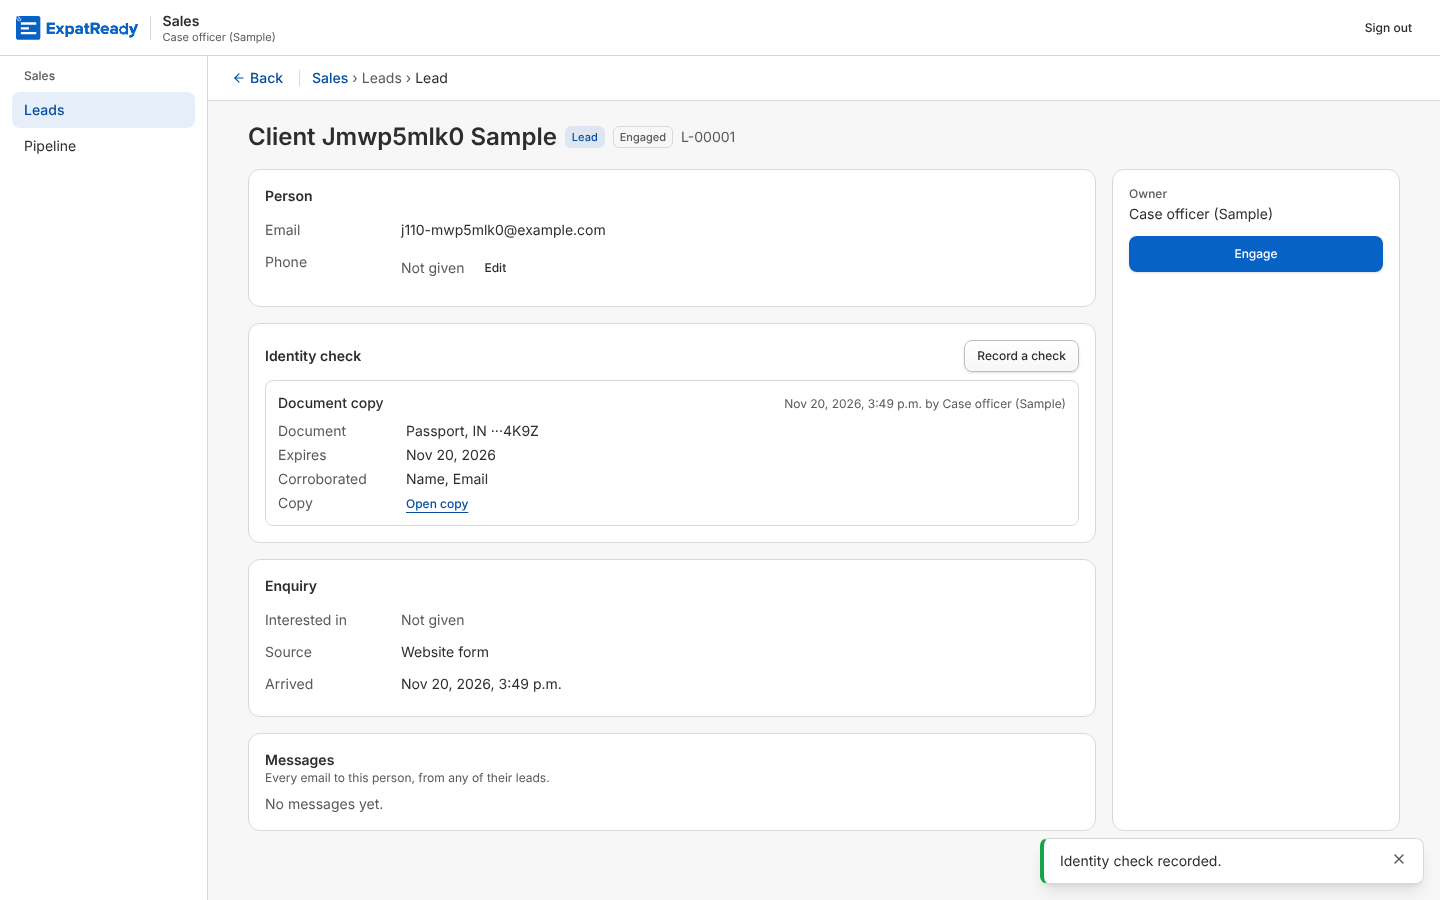 ExpatReady
Sales
Case officer (Sample)
Sign out
Sales
Leads
Pipeline
← Back
Sales › Leads › Lead
Client Jmwp5mlk0 Sample Lead Engaged L-00001
Person
Email j110-mwp5mlk0@example.com
Phone Not given Edit
Identity check Record a check
Document copy Nov 20, 2026, 3:49 p.m. by Case officer (Sample)
Document Passport, IN ···4K9Z
Expires Nov 20, 2026
Corroborated Name, Email
Copy Open copy
Enquiry
Interested in Not given
Source Website form
Arrived Nov 20, 2026, 3:49 p.m.
Messages
Every email to this person, from any of their leads.
No messages yet.
Owner
Case officer (Sample)
Engage
Identity check recorded.